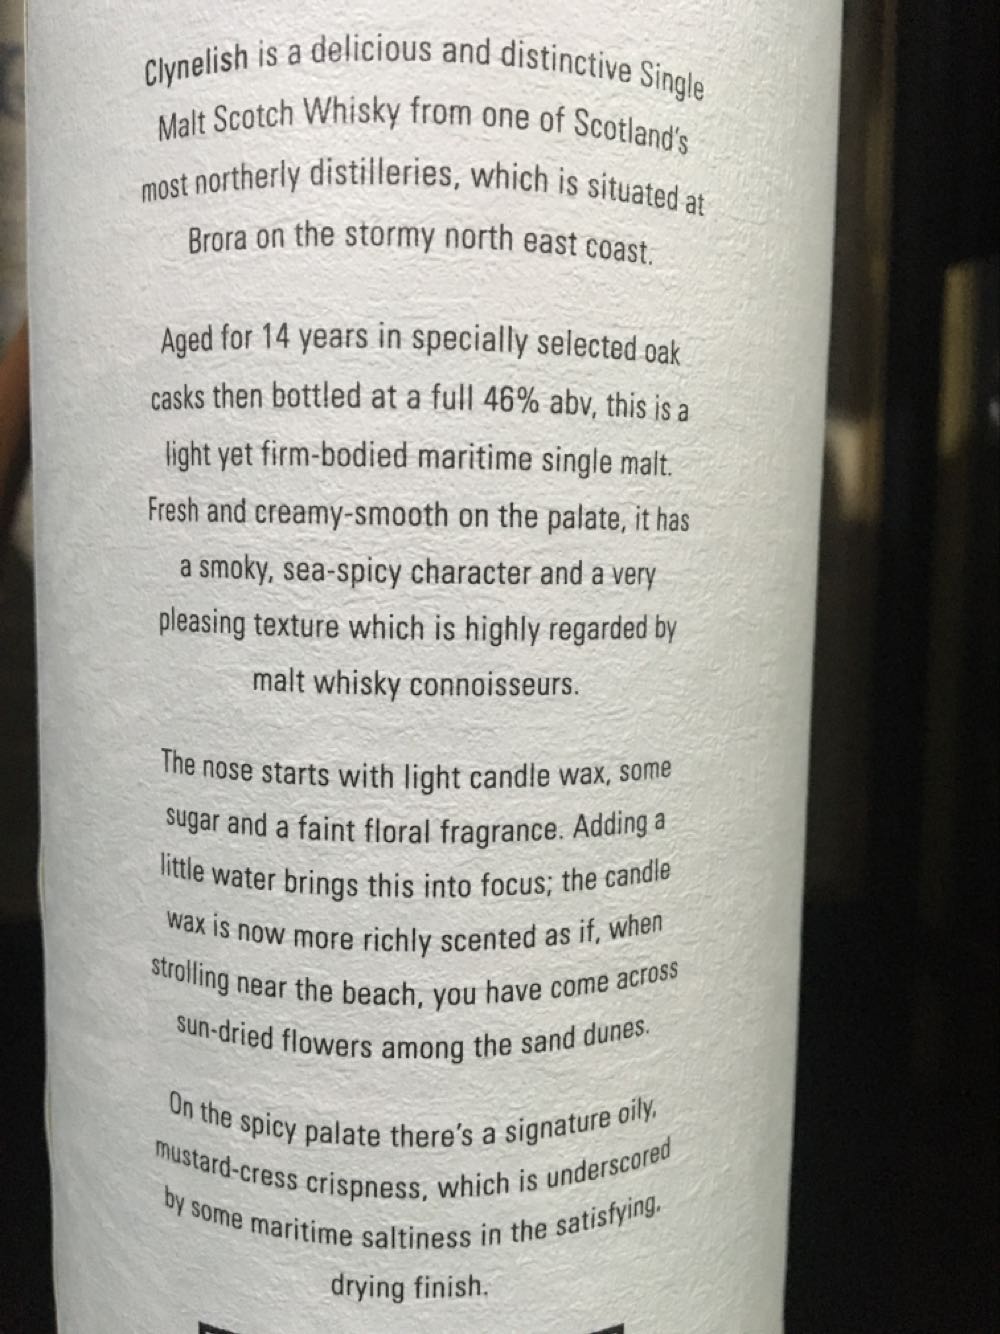 Clynelish is a delicious and distinctive Single
Malt Scotch Whisky from one of Scotland's
most northerly distilleries, which is situated at
Brora on the stormy north east coast.
Aged for 14 years in specially selected oak
casks then bottled at a full 46% abv, this is a
light yet firm-bodied maritime single malt.
Fresh and creamy-smooth on the palate, it has
a smoky, sea-spicy character and a very
pleasing texture which is highly regarded by
malt whisky connoisseurs.
The nose starts with light candle wax, some
sugar and a faint floral fragrance. Adding a
little water brings this into focus; the candle
wax is now more richly scented as if, when
strolling near the beach, you have come across
sun-dried flowers among the sand dunes.
On the spicy palate there's a signature oily,
mustard-cress crispness, which is underscored
by some maritime saltiness in the satisfying,
drying finish.